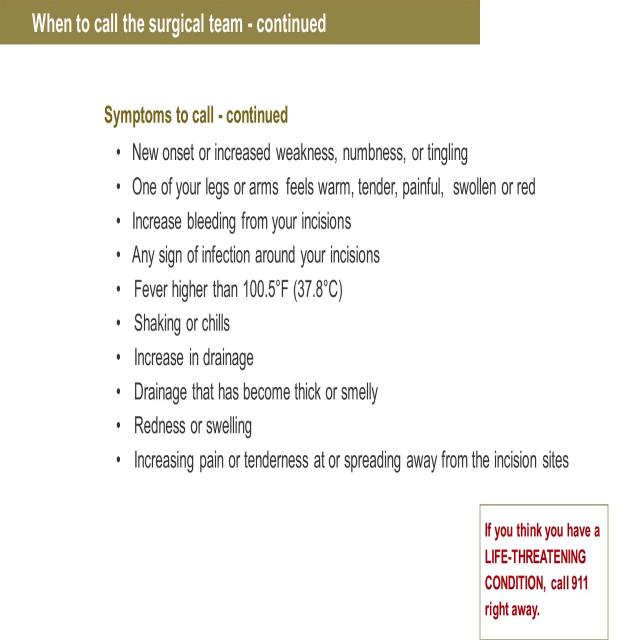 When to call the surgical team - continued
Symptoms to call - continued
• New onset or increased weakness, numbness, or tingling
• One of your legs or arms feels warm, tender, painful, swollen or red
• Increase bleeding from your incisions
• Any sign of infection around your incisions
• Fever higher than 100.5°F (37.8°C)
• Shaking or chills
• Increase in drainage
• Drainage that has become thick or smelly
• Redness or swelling
• Increasing pain or tenderness at or spreading away from the incision sites
If you think you have a
LIFE-THREATENING
CONDITION, call 911
right away.